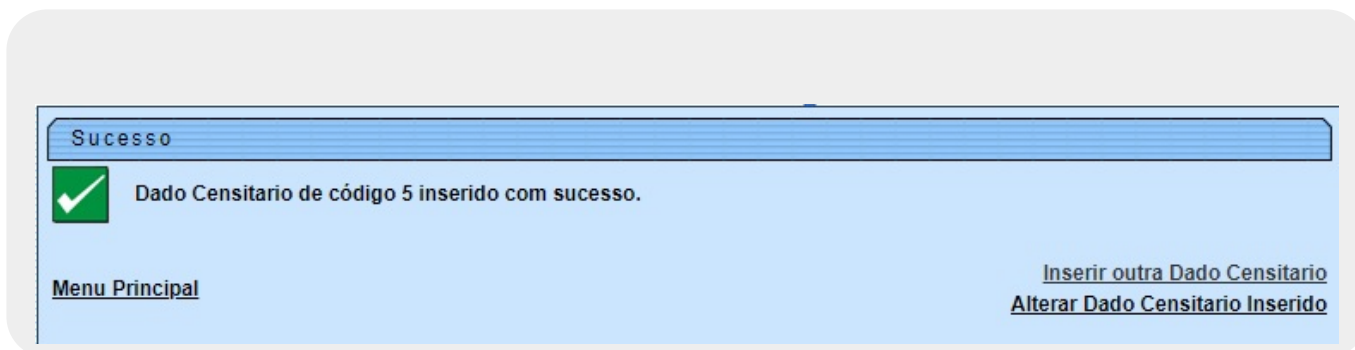 Sucesso
Dado Censitario de código 5 inserido com sucesso.
Menu Principal
Inserir outra Dado Censitario
Alterar Dado Censitario Inserido